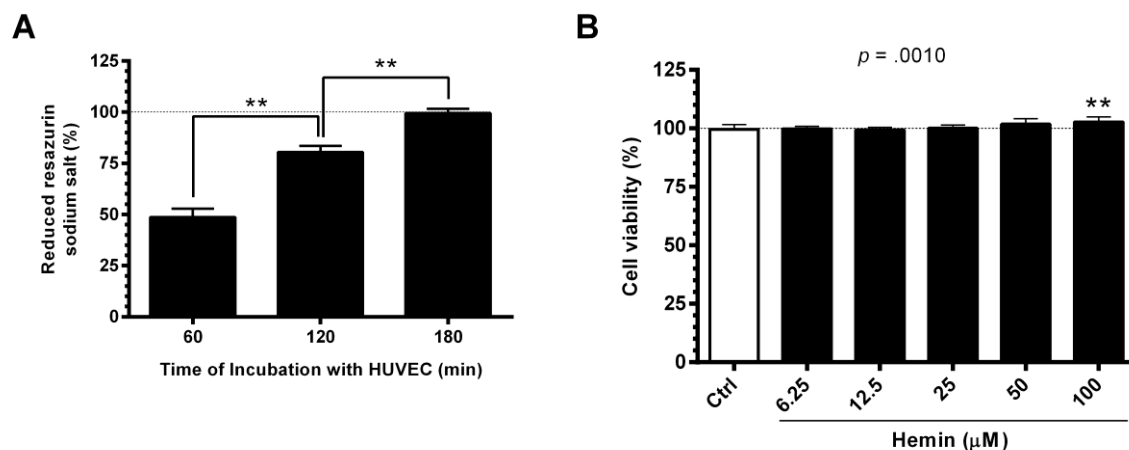 A
125
100
75
50
25
0
**
**
Reduced resazurin
sodium salt (%)
60 120 180
Time of Incubation with HUVEC (min)
B
p = .0010
125
100
75
50
25
0
**
Cell viability (%)
Ctrl 6.25 12.5 25 50 100
Hemin (μM)